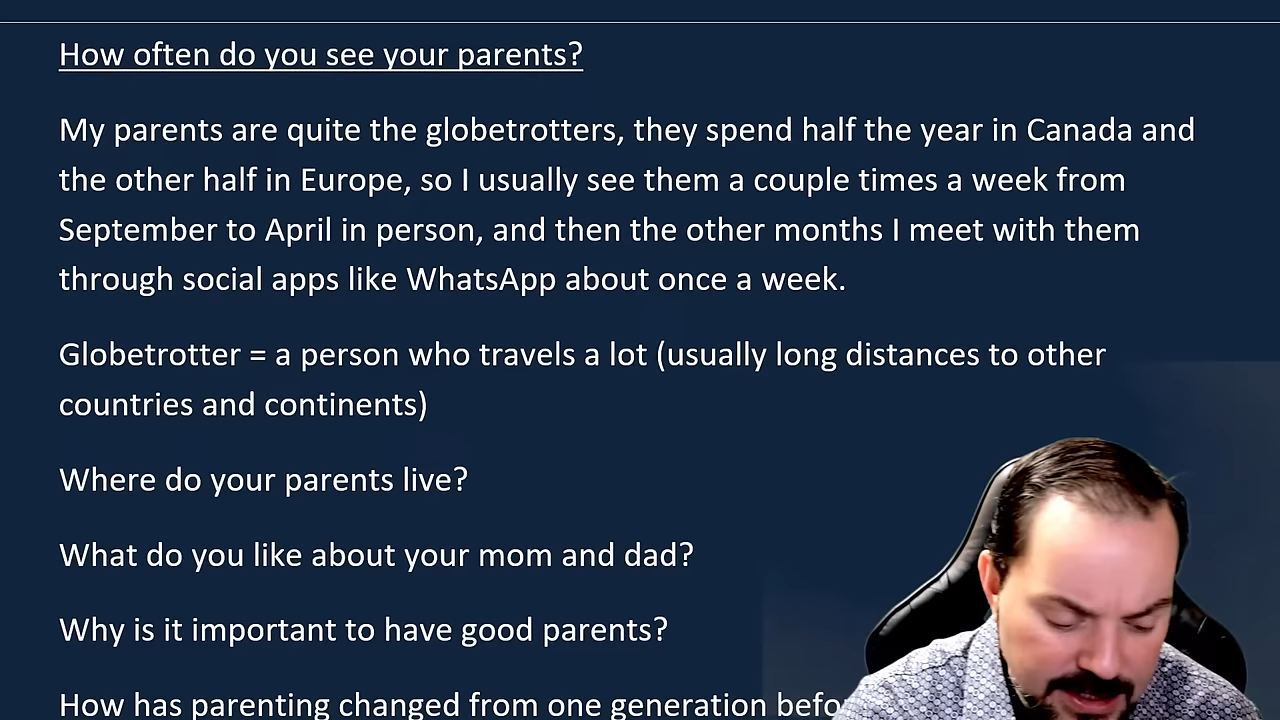 How often do you see your parents?
My parents are quite the globetrotters, they spend half the year in Canada and
the other half in Europe, so I usually see them a couple times a week from
September to April in person, and then the other months I meet with them
through social apps like WhatsApp about once a week.
Globetrotter = a person who travels a lot (usually long distances to other
countries and continents)
Where do your parents live?
What do you like about your mom and dad?
Why is it important to have good parents?
How has parenting changed from one generation